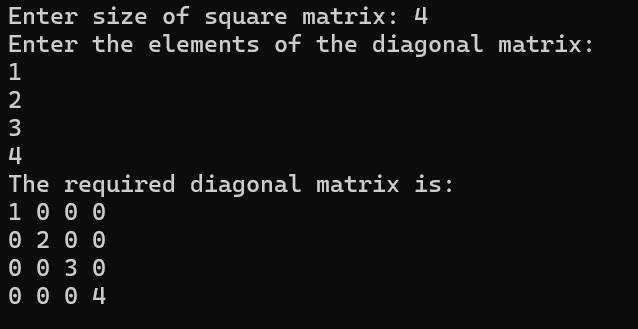 Enter size of square matrix: 4
Enter the elements of the diagonal matrix:
1
2
3
4
The required diagonal matrix is:
1 0 0 0
0 2 0 0
0 0 3 0
0 0 0 4